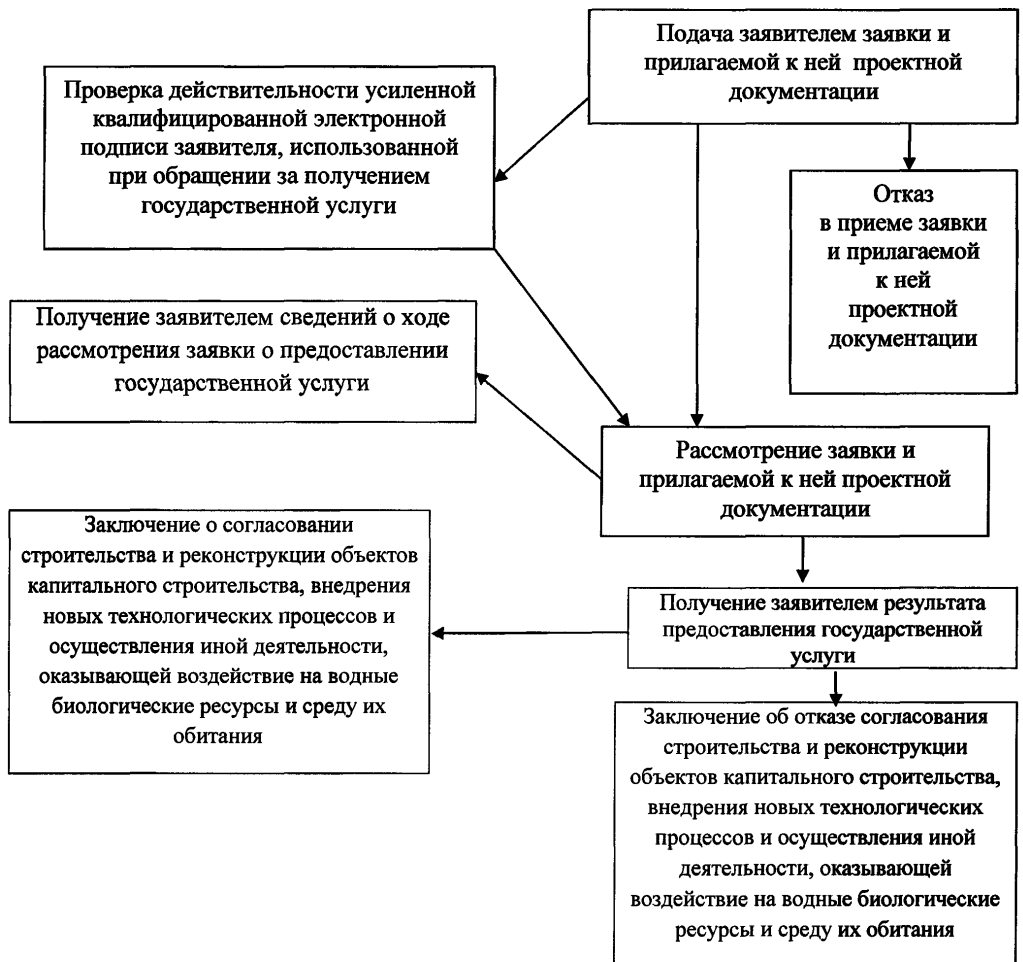 Подача заявителем заявки и
прилагаемой к ней проектной
документации
Проверка действительности усиленной
квалифицированной электронной
подписи заявителя, использованной
при обращении за получением
государственной услуги
Отказ
в приеме заявки
и прилагаемой
к ней
проектной
документации
Получение заявителем сведений о ходе
рассмотрения заявки о предоставлении
государственной услуги
Рассмотрение заявки и
прилагаемой к ней проектной
документации
Заключение о согласовании
строительства и реконструкции объектов
капитального строительства, внедрения
новых технологических процессов и
осуществления иной деятельности,
оказывающей воздействие на водные
биологические ресурсы и среду их
обитания
Получение заявителем результата
предоставления государственной
услуги
Заключение об отказе согласования
строительства и реконструкции
объектов капитального строительства,
внедрения новых технологических
процессов и осуществления иной
деятельности, оказывающей
воздействие на водные биологические
ресурсы и среду их обитания